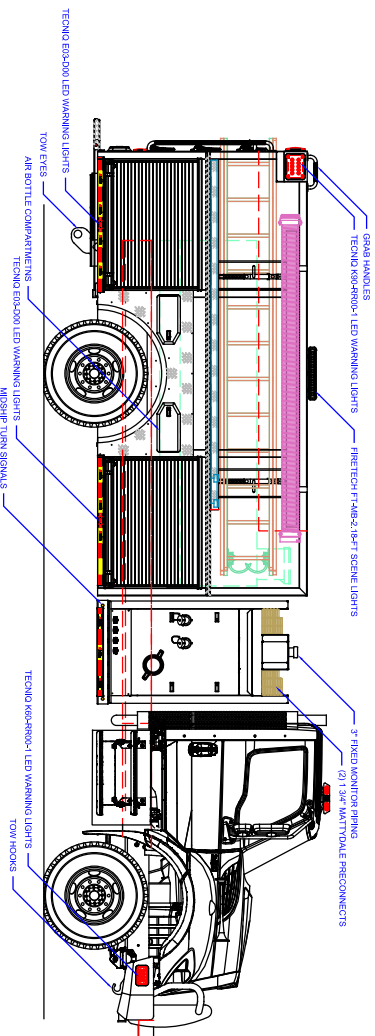 GRAB HANDLES
TECNIQ K90-RR00-1 LED WARNING LIGHTS
FIRETECH FT-MB-2.18-FT SCENE LIGHTS
3" FIXED MONITOR PIPING
(2) 1 3/4" MATTYDALE PRECONNECTS
TECNIQ E03-D00 LED WARNING LIGHTS
TOW EYES
AIR BOTTLE COMPARTMETNS
TECNIQ E03-D00 LED WARNING LIGHTS
MIDSHIP TURN SIGNALS
TECNIQ K60-RR00-1 LED WARNING LIGHTS
TOW HOOKS